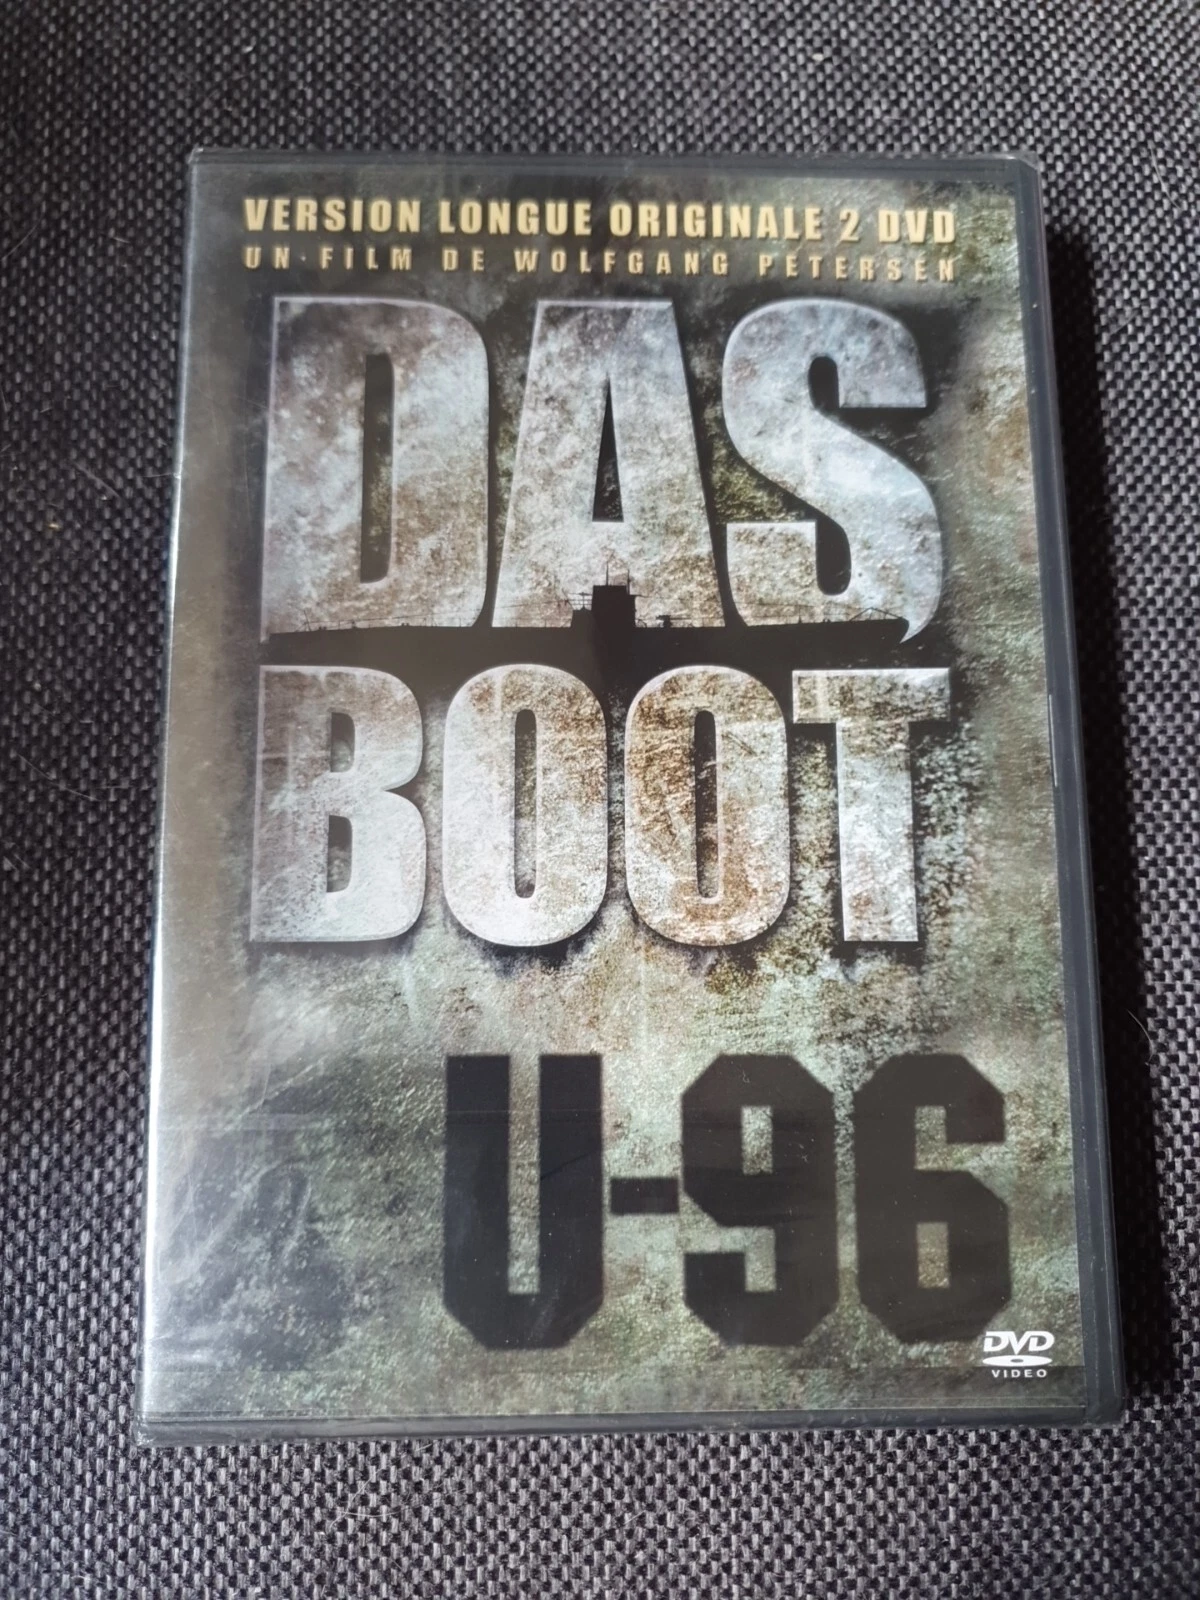 VERSION LONGUE ORIGINALE 2 DVD
UN FILM DE WOLFGANG PETERSEN
DAS
BOOT
U-96
DVD
VIDEO